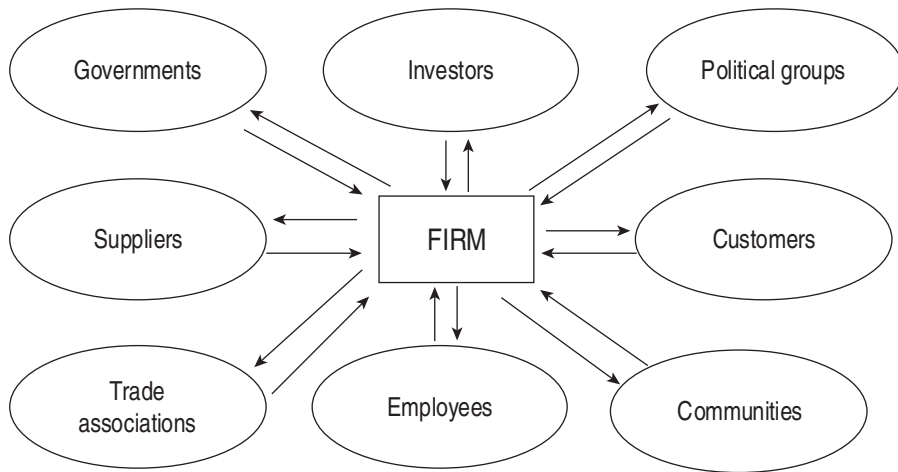 Governments
Investors
Political groups
Suppliers
FIRM
Customers
Trade
associations
Employees
Communities